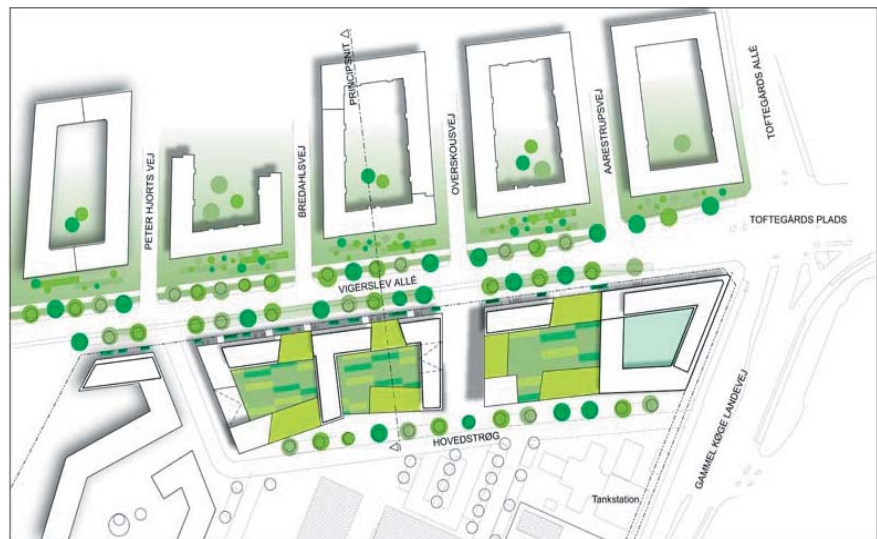 PRINCIPSNIT
PETER HJORTS VEJ
BREDAHLSVEJ
OVERSKOUSVEJ
AARESTRUPSVEJ
TOFTEGÅRDS ALLÉ
TOFTEGÅRDS PLADS
VIGERSLEV ALLÉ
HOVEDSTRØG
GAMMEL KØGE LANDEVEJ
Tankstation